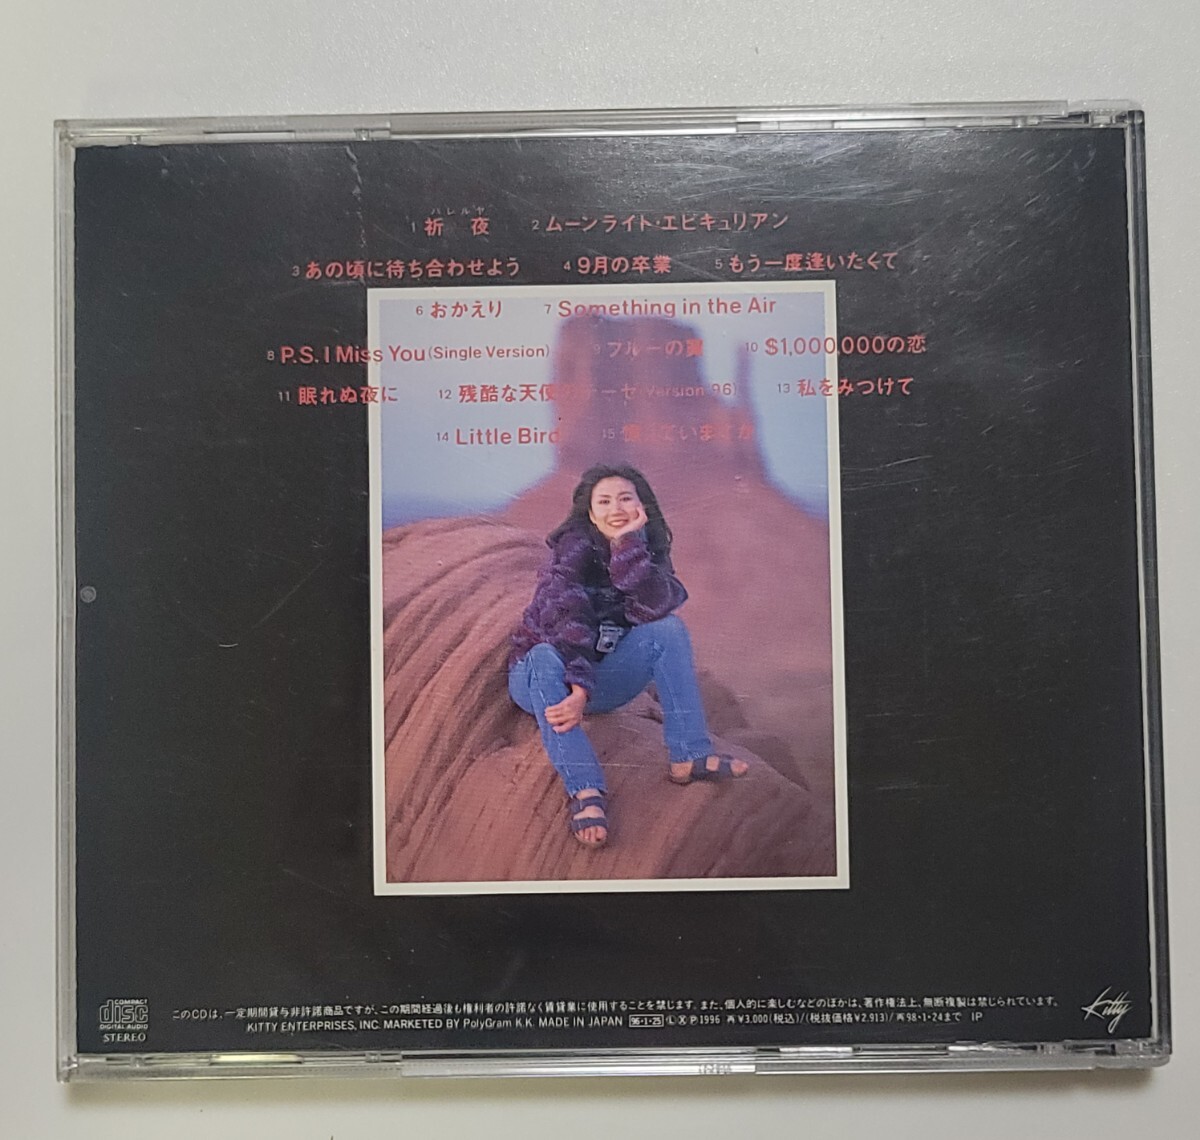 ハレルヤ
1 祈 夜 2 ムーンライト・エピキュリアン
3 あの頃に待ち合わせよう 4 9月の卒業 5 もう一度逢いたくて
6 おかえり 7 Something in the Air
8 P.S. I Miss You (Single Version) 9 ブルーの翼 10 $1,000,000の恋
11 眠れぬ夜に 12 残酷な天使のテーゼ (Version '96) 13 私をみつけて
14 Little Bird 15 憶えていますか
COMPACT
disc
DIGITAL AUDIO
STEREO
このCDは、一定期間貸与非許諾商品ですが、この期間経過後も権利者の許諾なく賃貸業に使用することを禁じます。また、個人的に楽しむなどのほかは、著作権法上、無断複製は禁じられています。
KITTY ENTERPRISES, INC. MARKETED BY PolyGram K.K. MADE IN JAPAN 96・1・25 Ⓛ Ⓧ Ⓟ 1996 再¥3,000(税込)/(税抜価格¥2,913)/再98・1・24まで IP
Kitty